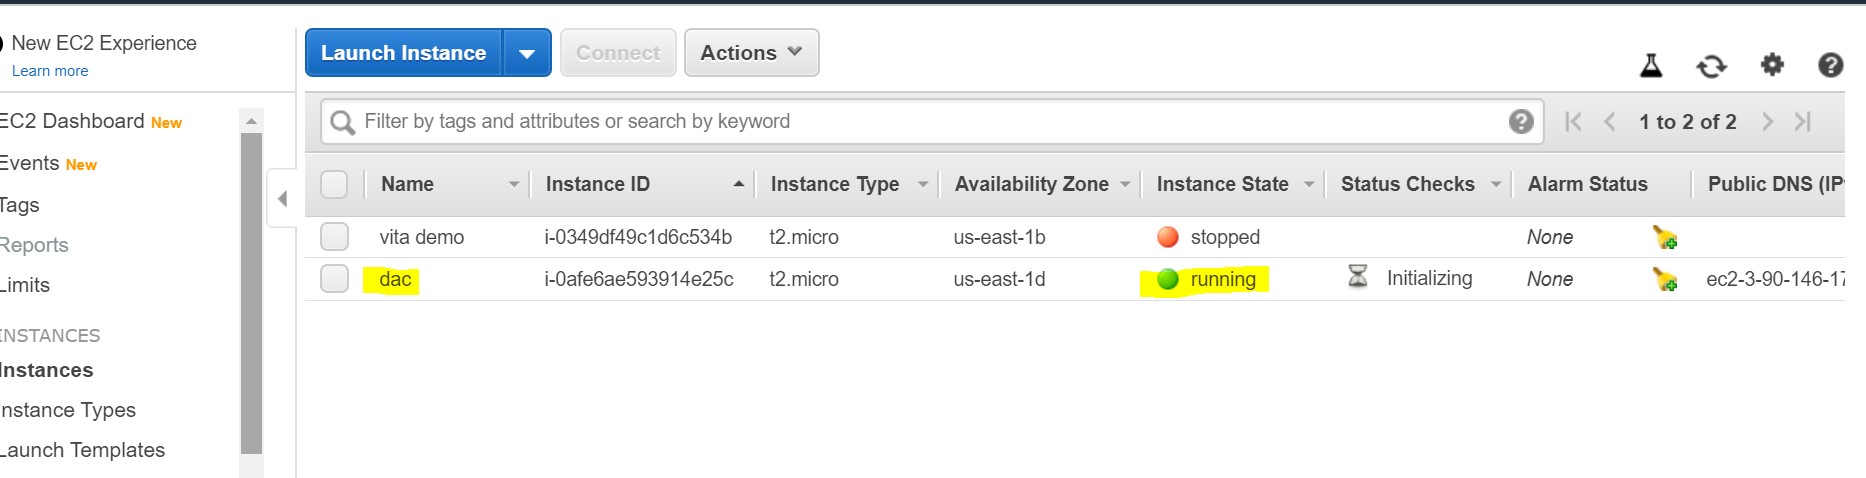 New EC2 Experience
Learn more
EC2 Dashboard New
Events New
Tags
Reports
Limits
INSTANCES
Instances
Instance Types
Launch Templates
Launch Instance Connect Actions
Filter by tags and attributes or search by keyword
1 to 2 of 2
Name Instance ID Instance Type Availability Zone Instance State Status Checks Alarm Status Public DNS (IP
vita demo i-0349df49c1d6c534b t2.micro us-east-1b stopped None
dac i-0afe6ae593914e25c t2.micro us-east-1d running Initializing None ec2-3-90-146-17